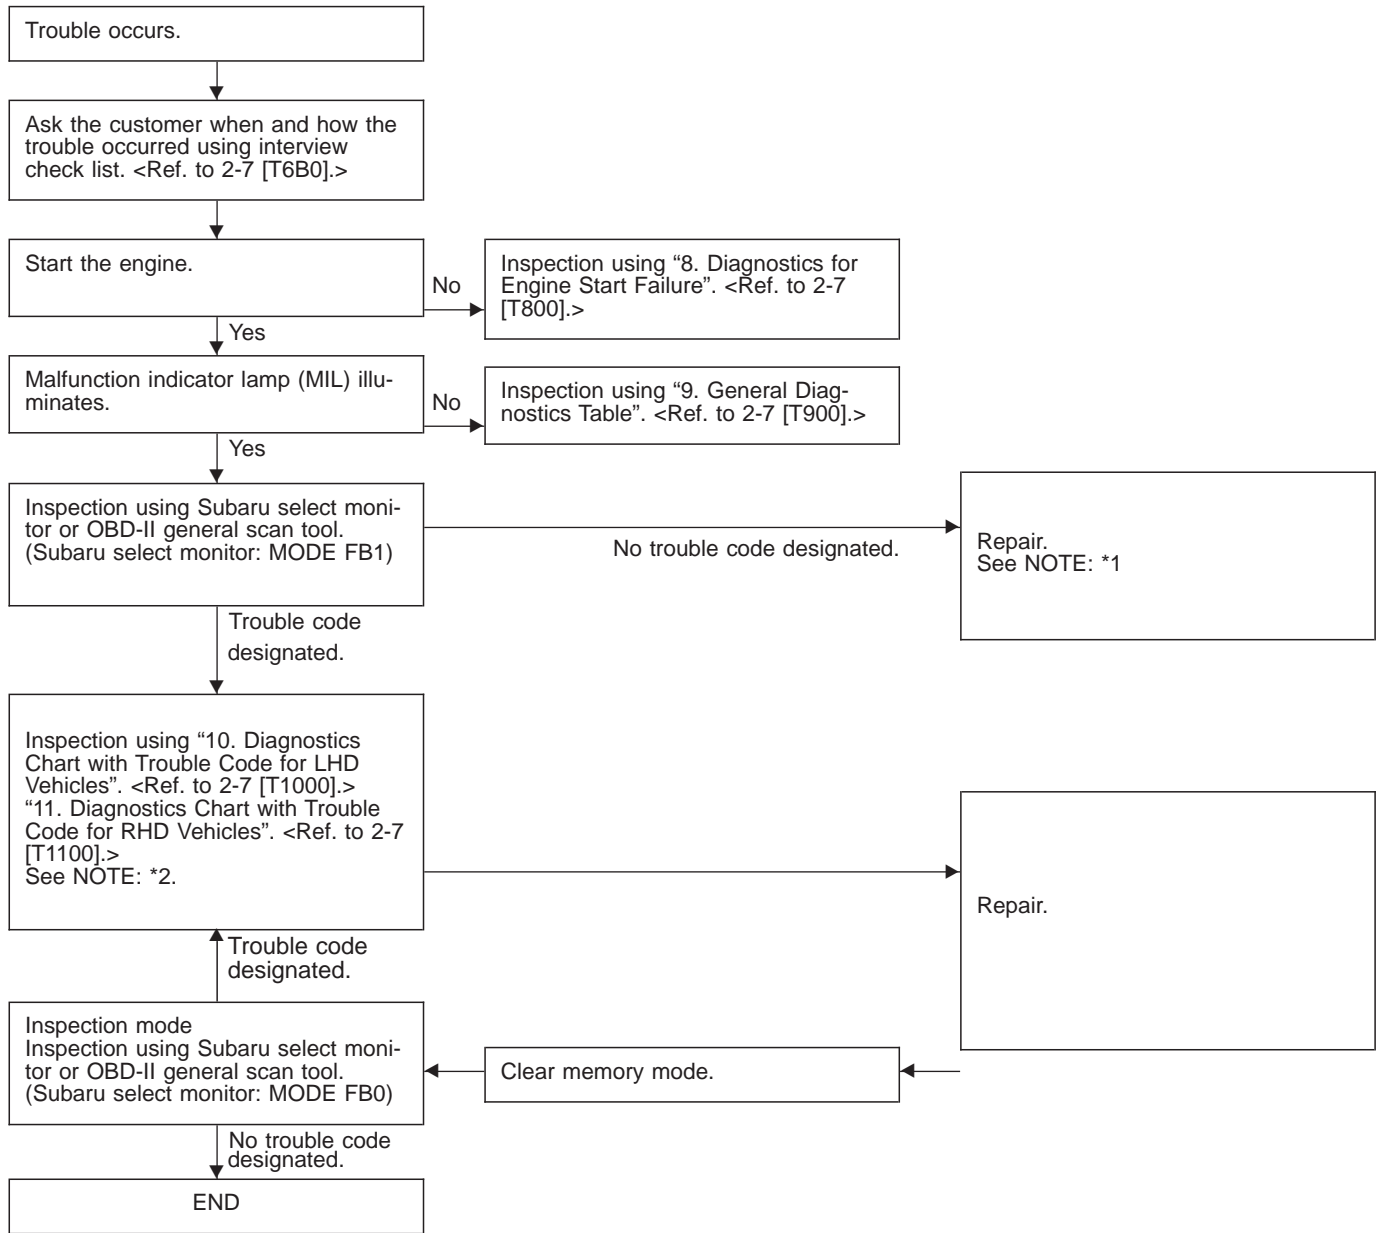 Trouble occurs.
Ask the customer when and how the
trouble occurred using interview
check list. <Ref. to 2-7 [T6B0].>
Start the engine.
No
Inspection using “8. Diagnostics for
Engine Start Failure”. <Ref. to 2-7
[T800].>
Yes
Malfunction indicator lamp (MIL) illu-
minates.
No
Inspection using “9. General Diag-
nostics Table”. <Ref. to 2-7 [T900].>
Yes
Inspection using Subaru select moni-
tor or OBD-II general scan tool.
(Subaru select monitor: MODE FB1)
No trouble code designated.
Repair.
See NOTE: *1
Trouble code
designated.
Inspection using “10. Diagnostics
Chart with Trouble Code for LHD
Vehicles”. <Ref. to 2-7 [T1000].>
“11. Diagnostics Chart with Trouble
Code for RHD Vehicles”. <Ref. to 2-7
[T1100].>
See NOTE: *2.
Repair.
Trouble code
designated.
Inspection mode
Inspection using Subaru select moni-
tor or OBD-II general scan tool.
(Subaru select monitor: MODE FB0)
Clear memory mode.
No trouble code
designated.
END